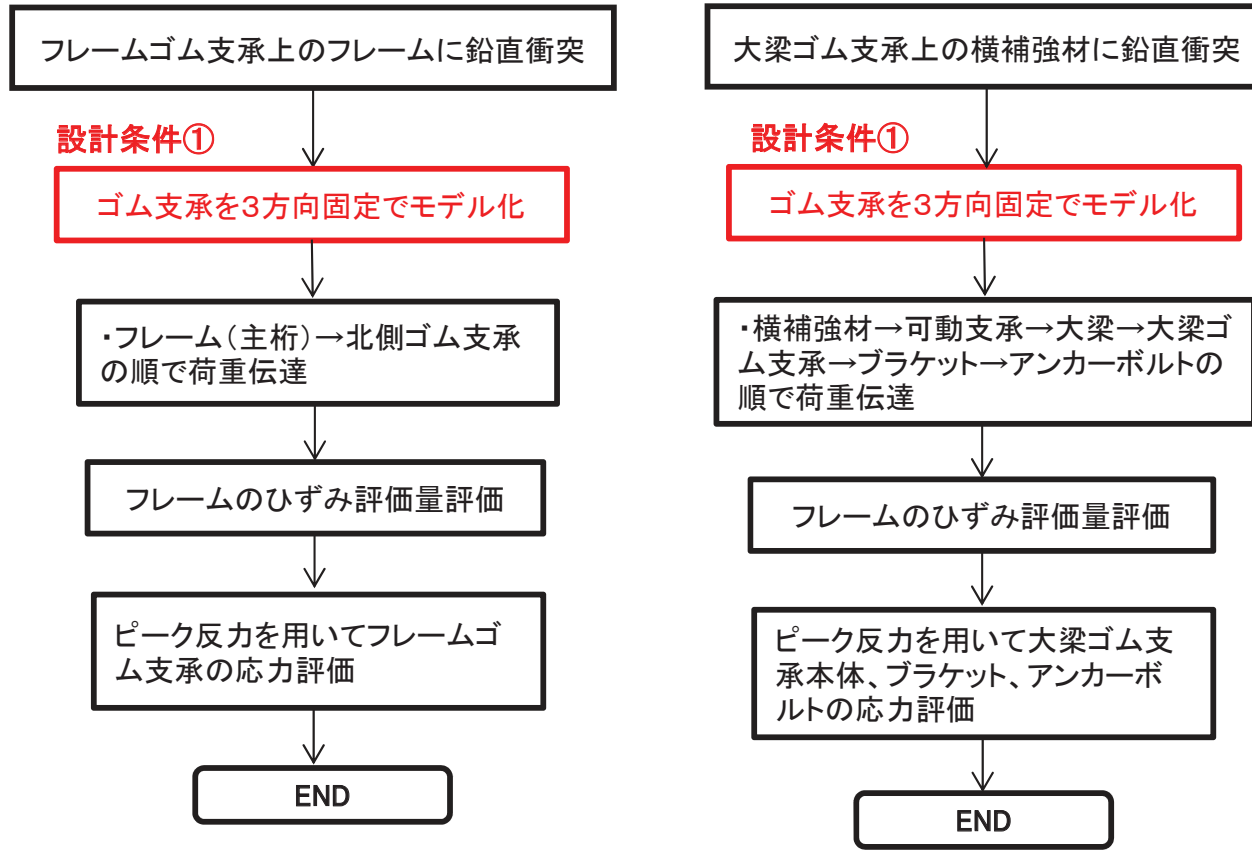 フレームゴム支承上のフレームに鉛直衝突
設計条件①
ゴム支承を3方向固定でモデル化
・フレーム（主桁）→北側ゴム支承
の順で荷重伝達
フレームのひずみ評価量評価
ピーク反力を用いてフレームゴ
ム支承の応力評価
END
大梁ゴム支承上の横補強材に鉛直衝突
設計条件①
ゴム支承を3方向固定でモデル化
・横補強材→可動支承→大梁→大梁ゴ
ム支承→ブラケット→アンカーボルトの
順で荷重伝達
フレームのひずみ評価量評価
ピーク反力を用いて大梁ゴム支
承本体、ブラケット、アンカーボ
ルトの応力評価
END